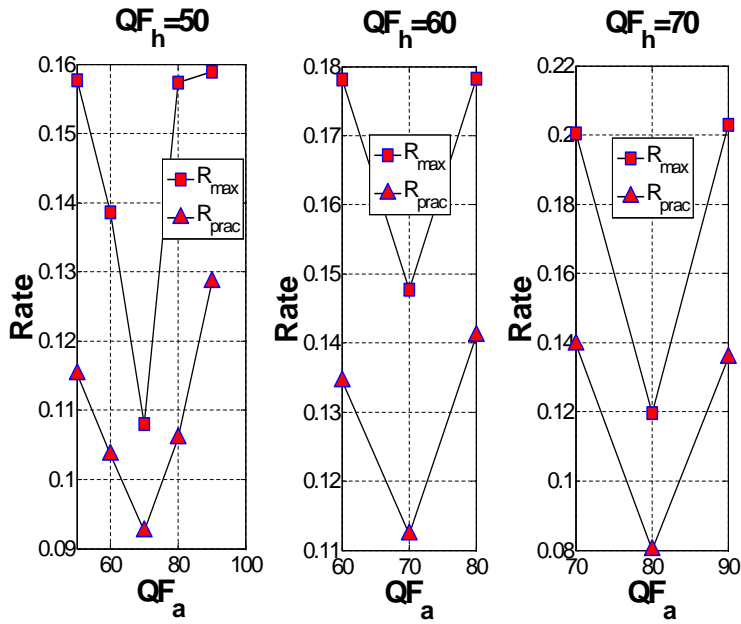 QF_h=50
0.16
0.15
0.14
0.13
0.12
0.11
0.1
0.09
Rate
R_max
R_prac
60 80 100
QF_a
QF_h=60
0.18
0.17
0.16
0.15
0.14
0.13
0.12
0.11
Rate
R_max
R_prac
60 70 80
QF_a
QF_h=70
0.22
0.2
0.18
0.16
0.14
0.12
0.1
0.08
Rate
R_max
R_prac
70 80 90
QF_a